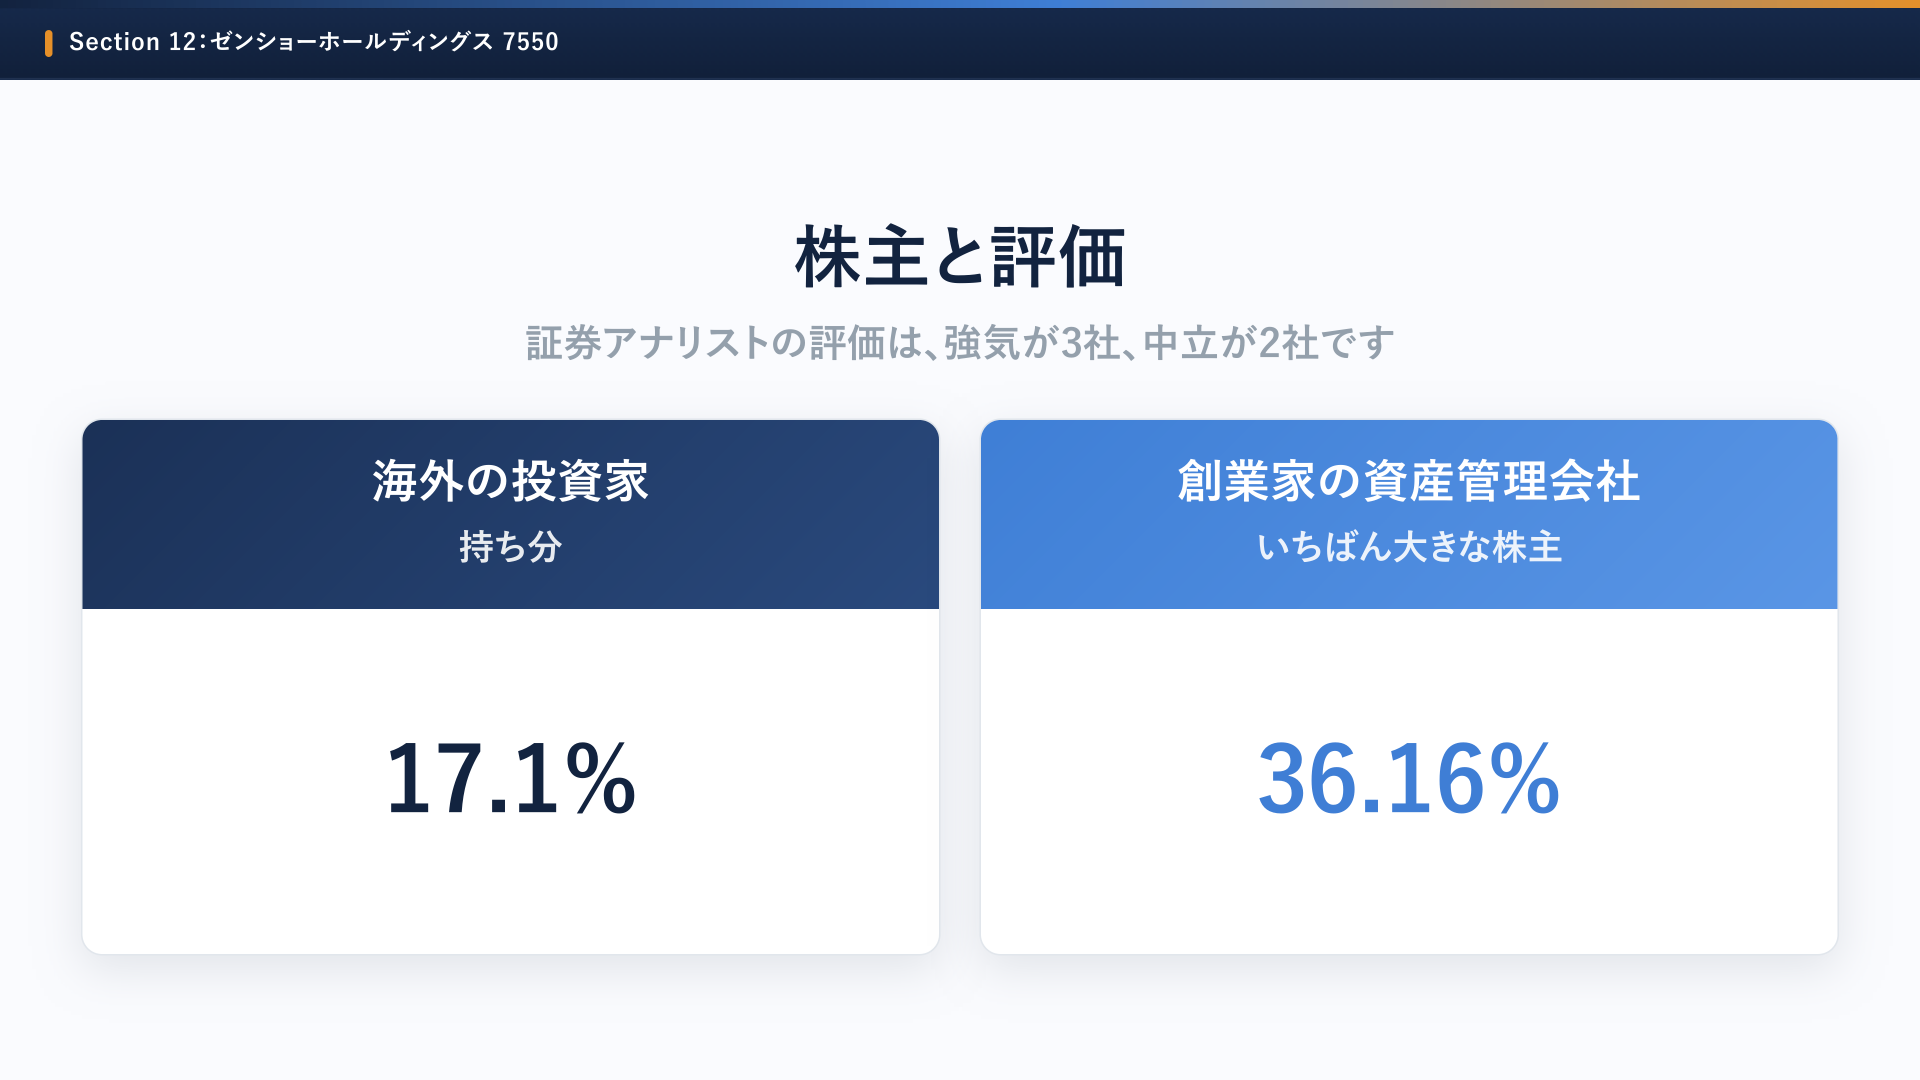 Section 12：ゼンショーホールディングス 7550
株主と評価
証券アナリストの評価は、強気が3社、中立が2社です
海外の投資家
持ち分
17.1%
創業家の資産管理会社
いちばん大きな株主
36.16%